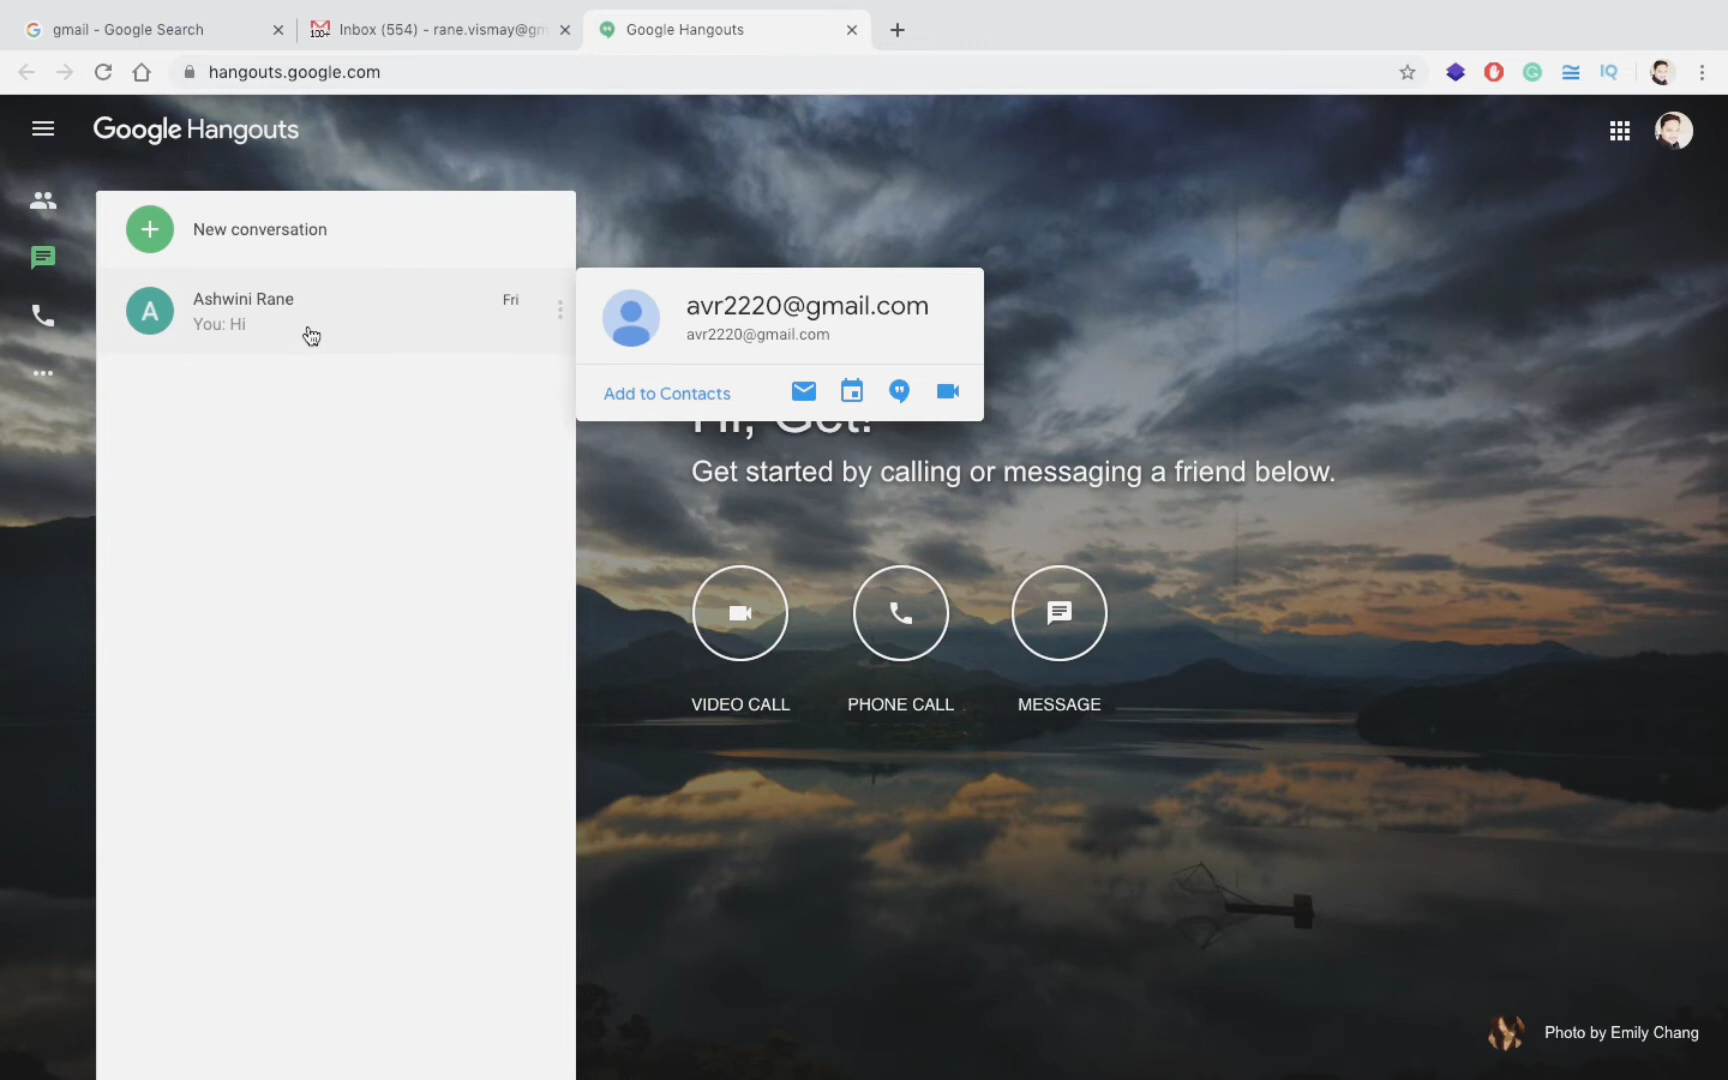 gmail - Google Search
Inbox (554) - rane.vismay@gm
Google Hangouts
hangouts.google.com
IQ
Google Hangouts
New conversation
A
Ashwini Rane
Fri
You: Hi
avr2220@gmail.com
avr2220@gmail.com
Add to Contacts
Get started by calling or messaging a friend below.
VIDEO CALL
PHONE CALL
MESSAGE
Photo by Emily Chang